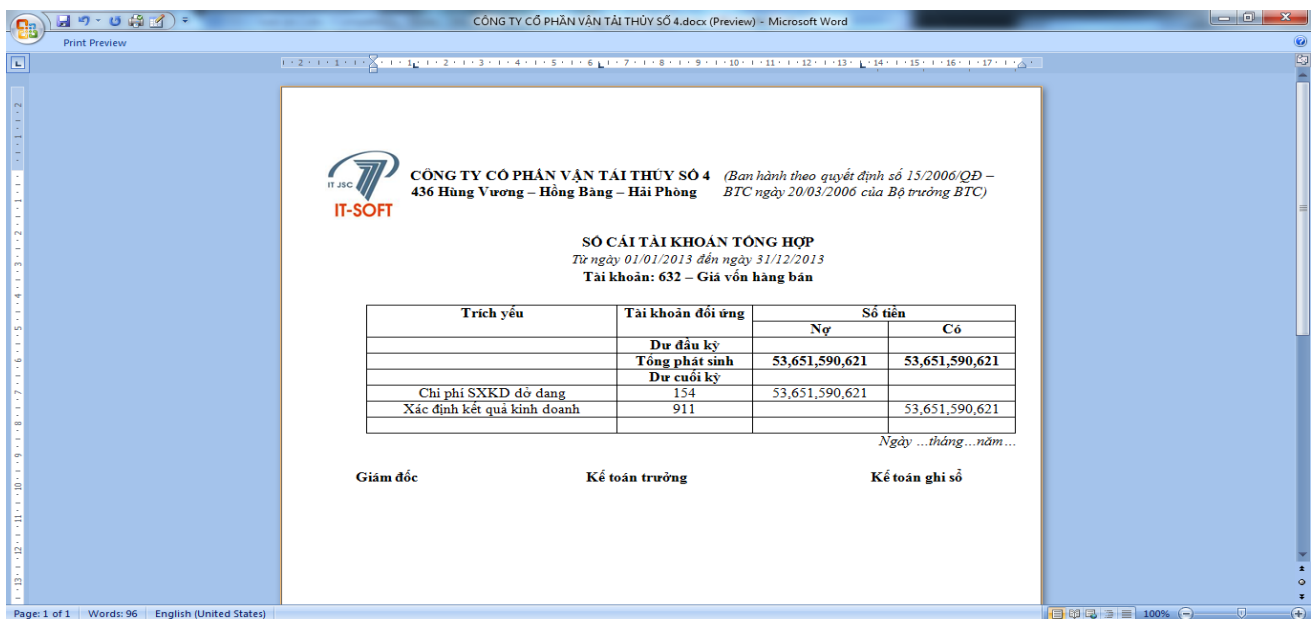 CÔNG TY CỔ PHẦN VẬN TẢI THỦY SỐ 4.docx (Preview) - Microsoft Word
Print Preview
IT JSC
IT-SOFT
CÔNG TY CỔ PHẦN VẬN TẢI THỦY SỐ 4 (Ban hành theo quyết định số 15/2006/QĐ –
436 Hùng Vương – Hồng Bàng – Hải Phòng BTC ngày 20/03/2006 của Bộ trưởng BTC)
SỔ CÁI TÀI KHOẢN TỔNG HỢP
Từ ngày 01/01/2013 đến ngày 31/12/2013
Tài khoản: 632 – Giá vốn hàng bán
Trích yếu Tài khoản đối ứng Số tiền
Nợ Có
Dư đầu kỳ
Tổng phát sinh 53,651,590,621 53,651,590,621
Dư cuối kỳ
Chi phí SXKD dở dang 154 53,651,590,621
Xác định kết quả kinh doanh 911 53,651,590,621
Ngày …tháng…năm…
Giám đốc Kế toán trưởng Kế toán ghi sổ
Page: 1 of 1 Words: 96 English (United States) 100%